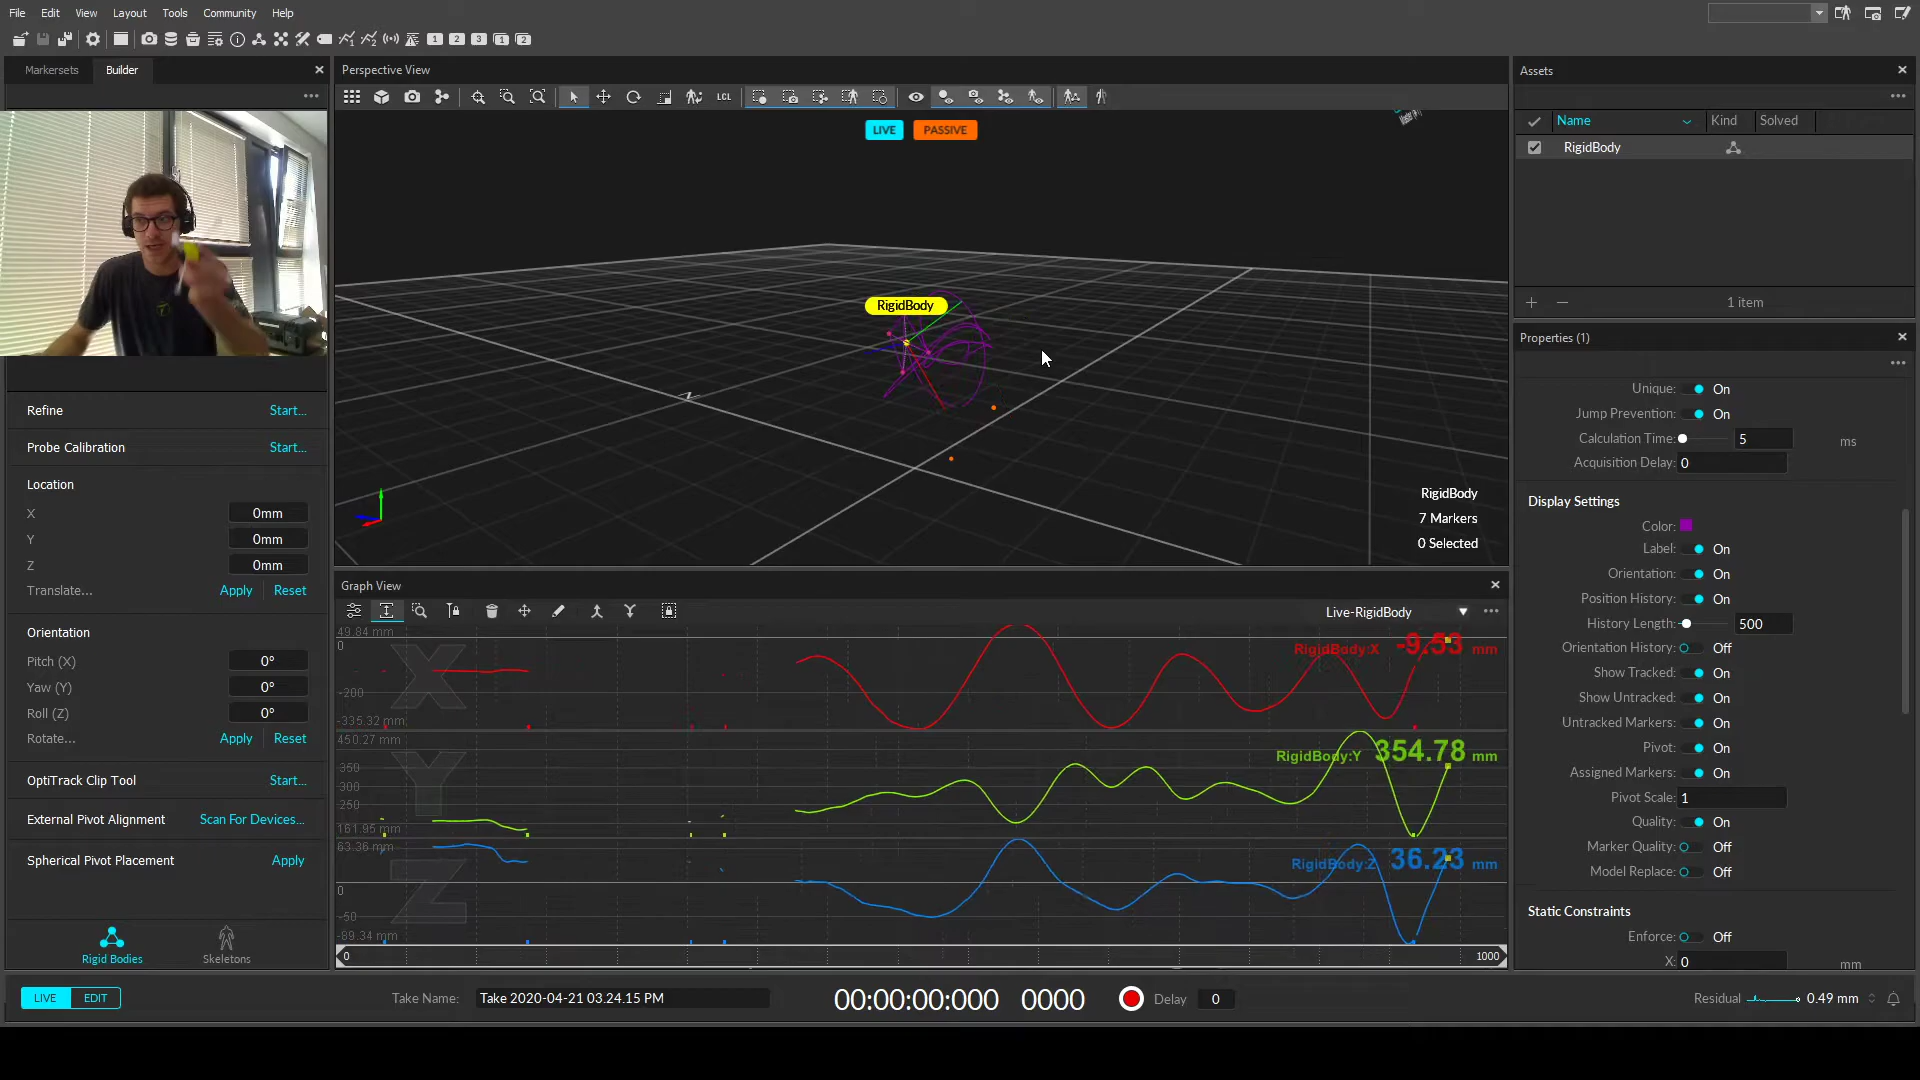 File Edit View Layout Tools Community Help
1 2 3 1 2
Markersets Builder
Perspective View
Assets
LCL
LIVE PASSIVE
Name Kind Solved
RigidBody
1 item
Properties (1)
RigidBody
Unique: On
Jump Prevention: On
Calculation Time: 5 ms
Acquisition Delay: 0
Display Settings
Color:
Label: On
Orientation: On
Position History: On
History Length: 500
Orientation History: Off
Show Tracked: On
Show Untracked: On
Untracked Markers: On
Pivot: On
Assigned Markers: On
Pivot Scale: 1
Quality: On
Marker Quality: Off
Model Replace: Off
Static Constraints
Enforce: Off
X: 0 mm
Refine Start...
Probe Calibration Start...
Location
X 0mm
Y 0mm
Z 0mm
Translate... Apply Reset
Orientation
Pitch (X) 0°
Yaw (Y) 0°
Roll (Z) 0°
Rotate... Apply Reset
OptiTrack Clip Tool Start...
External Pivot Alignment Scan For Devices...
Spherical Pivot Placement Apply
Rigid Bodies Skeletons
Z
RigidBody
7 Markers
0 Selected
Graph View
Live-RigidBody
49.84 mm
0
X
-200
-335.32 mm
RigidBody:X -9.53 mm
450.27 mm
350
Y
300
250
161.95 mm
RigidBody:Y 354.78 mm
63.36 mm
0
Z
-50
-89.34 mm
RigidBody:Z 36.23 mm
0 1000
LIVE EDIT
Take Name: Take 2020-04-21 03.24.15 PM
00:00:00:000 0000
Delay 0
Residual 0.49 mm